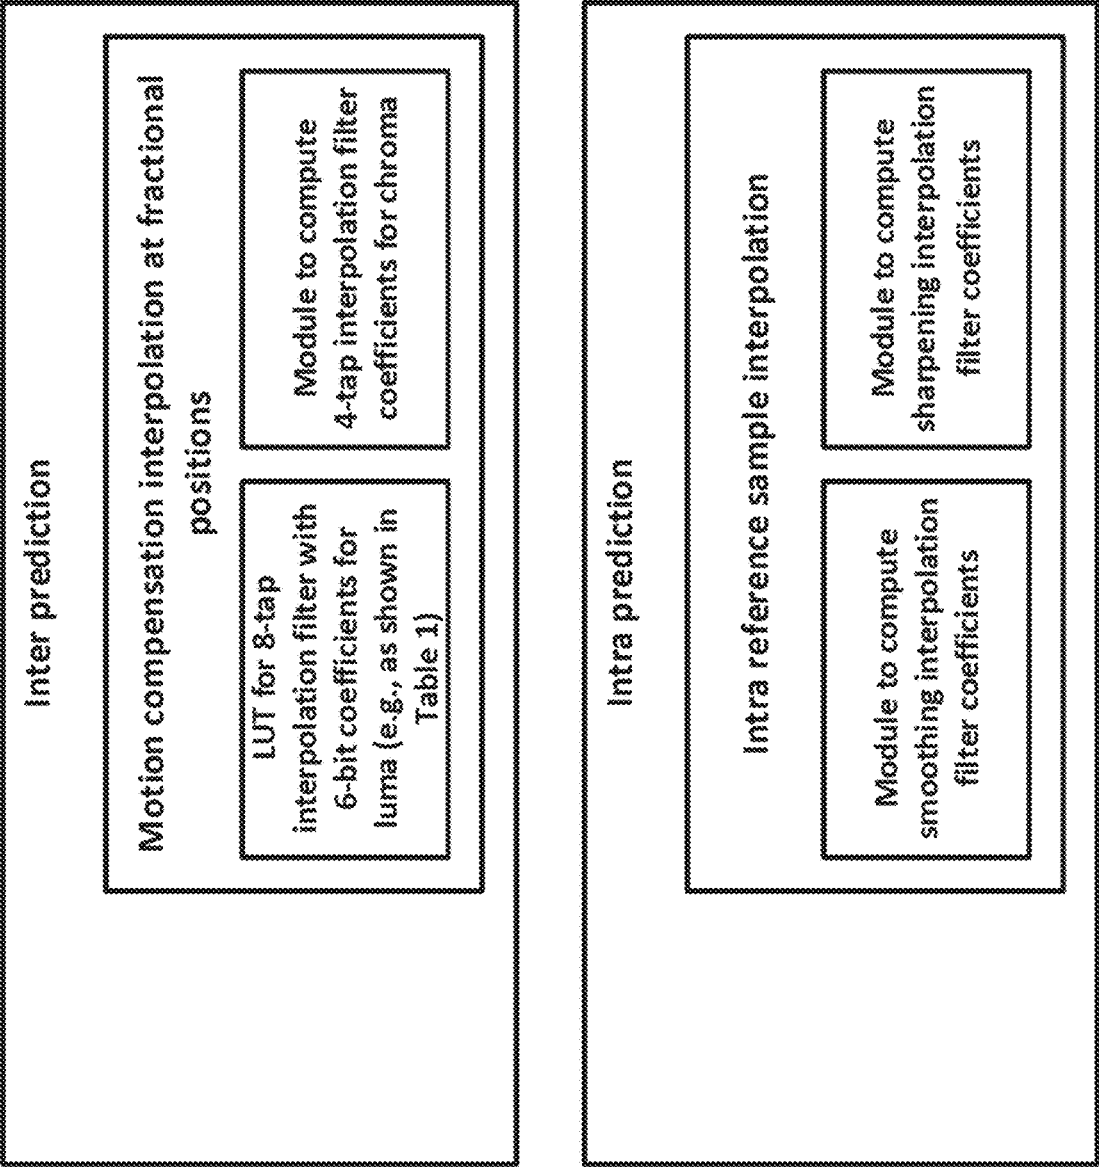 Inter prediction
Motion compensation interpolation at fractional
positions
LUT for 8-tap
interpolation filter with
6-bit coefficients for
luma (e.g., as shown in
Table 1)
Module to compute
4-tap interpolation filter
coefficients for chroma
Intra prediction
Intra reference sample interpolation
Module to compute
smoothing interpolation
filter coefficients
Module to compute
sharpening interpolation
filter coefficients